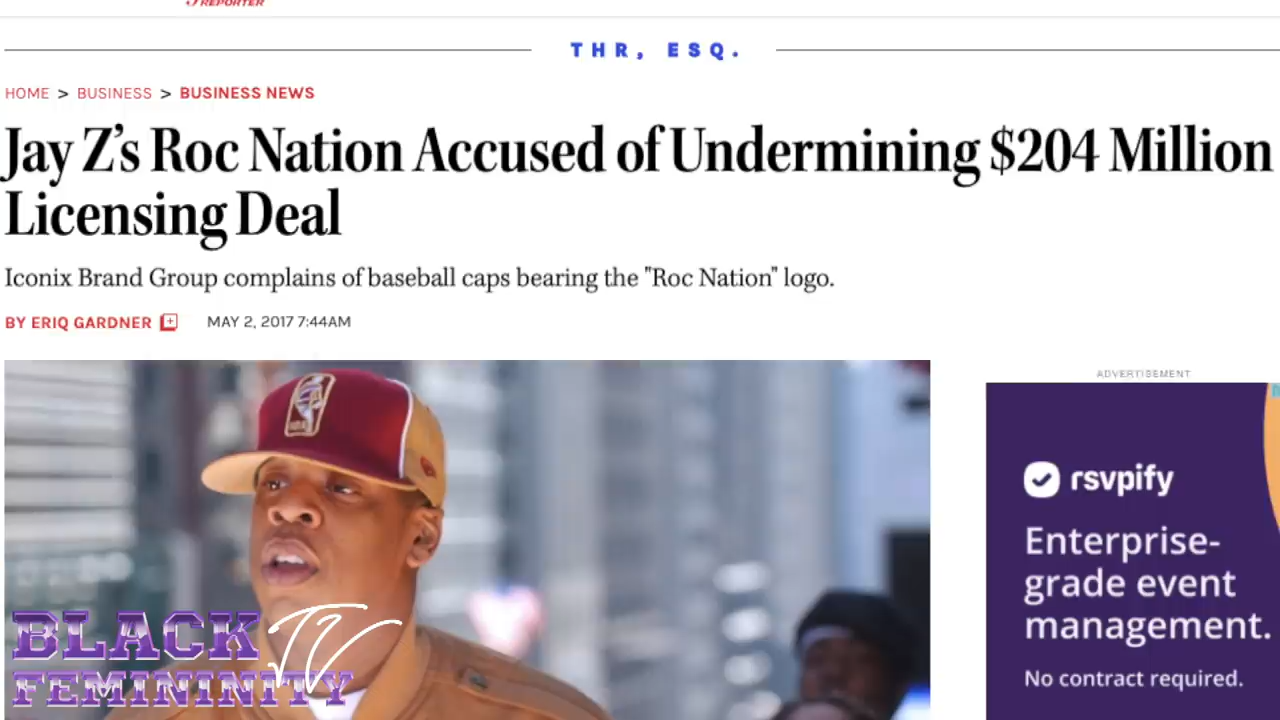 REPORTER
THR, ESQ.
HOME > BUSINESS > BUSINESS NEWS
Jay Z’s Roc Nation Accused of Undermining $204 Million
Licensing Deal
Iconix Brand Group complains of baseball caps bearing the "Roc Nation" logo.
BY ERIQ GARDNER MAY 2, 2017 7:44AM
ADVERTISEMENT
rsvpify
Enterprise-
grade event
management.
No contract required.
BLACK
FEMININITY
TV